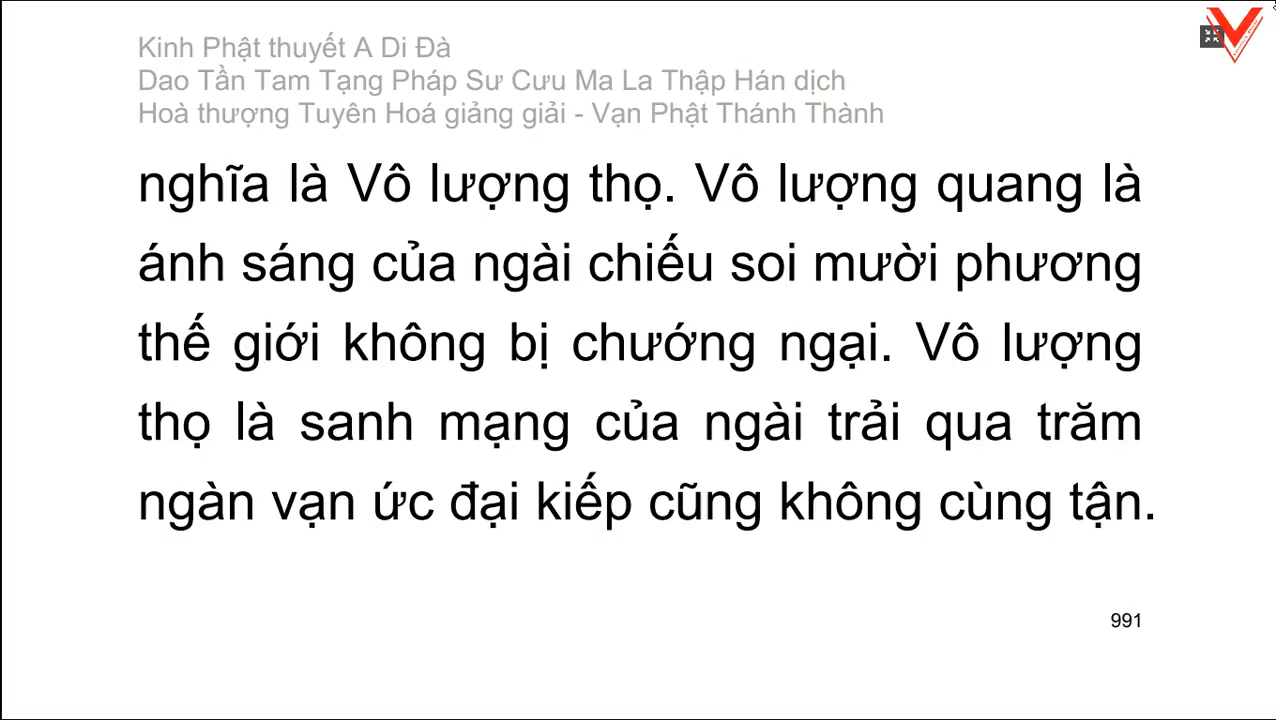 Kinh Phật thuyết A Di Đà
Dao Tần Tam Tạng Pháp Sư Cưu Ma La Thập Hán dịch
Hoà thượng Tuyên Hoá giảng giải - Vạn Phật Thánh Thành
nghĩa là Vô lượng thọ. Vô lượng quang là
ánh sáng của ngài chiếu soi mười phương
thế giới không bị chướng ngại. Vô lượng
thọ là sanh mạng của ngài trải qua trăm
ngàn vạn ức đại kiếp cũng không cùng tận.
991